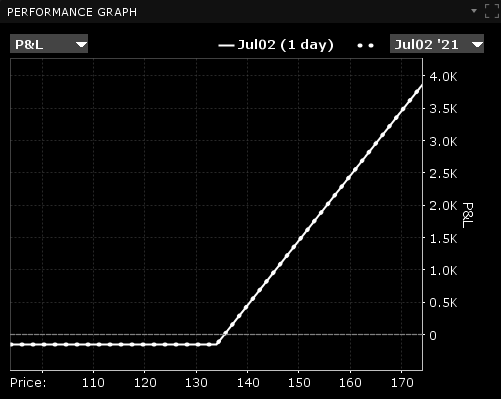 PERFORMANCE GRAPH
P&L Jul02 (1 day) Jul02 '21
4.0K
3.5K
3.0K
2.5K
2.0K
P&L
1.5K
1.0K
0.5K
0
Price: 110 120 130 140 150 160 170